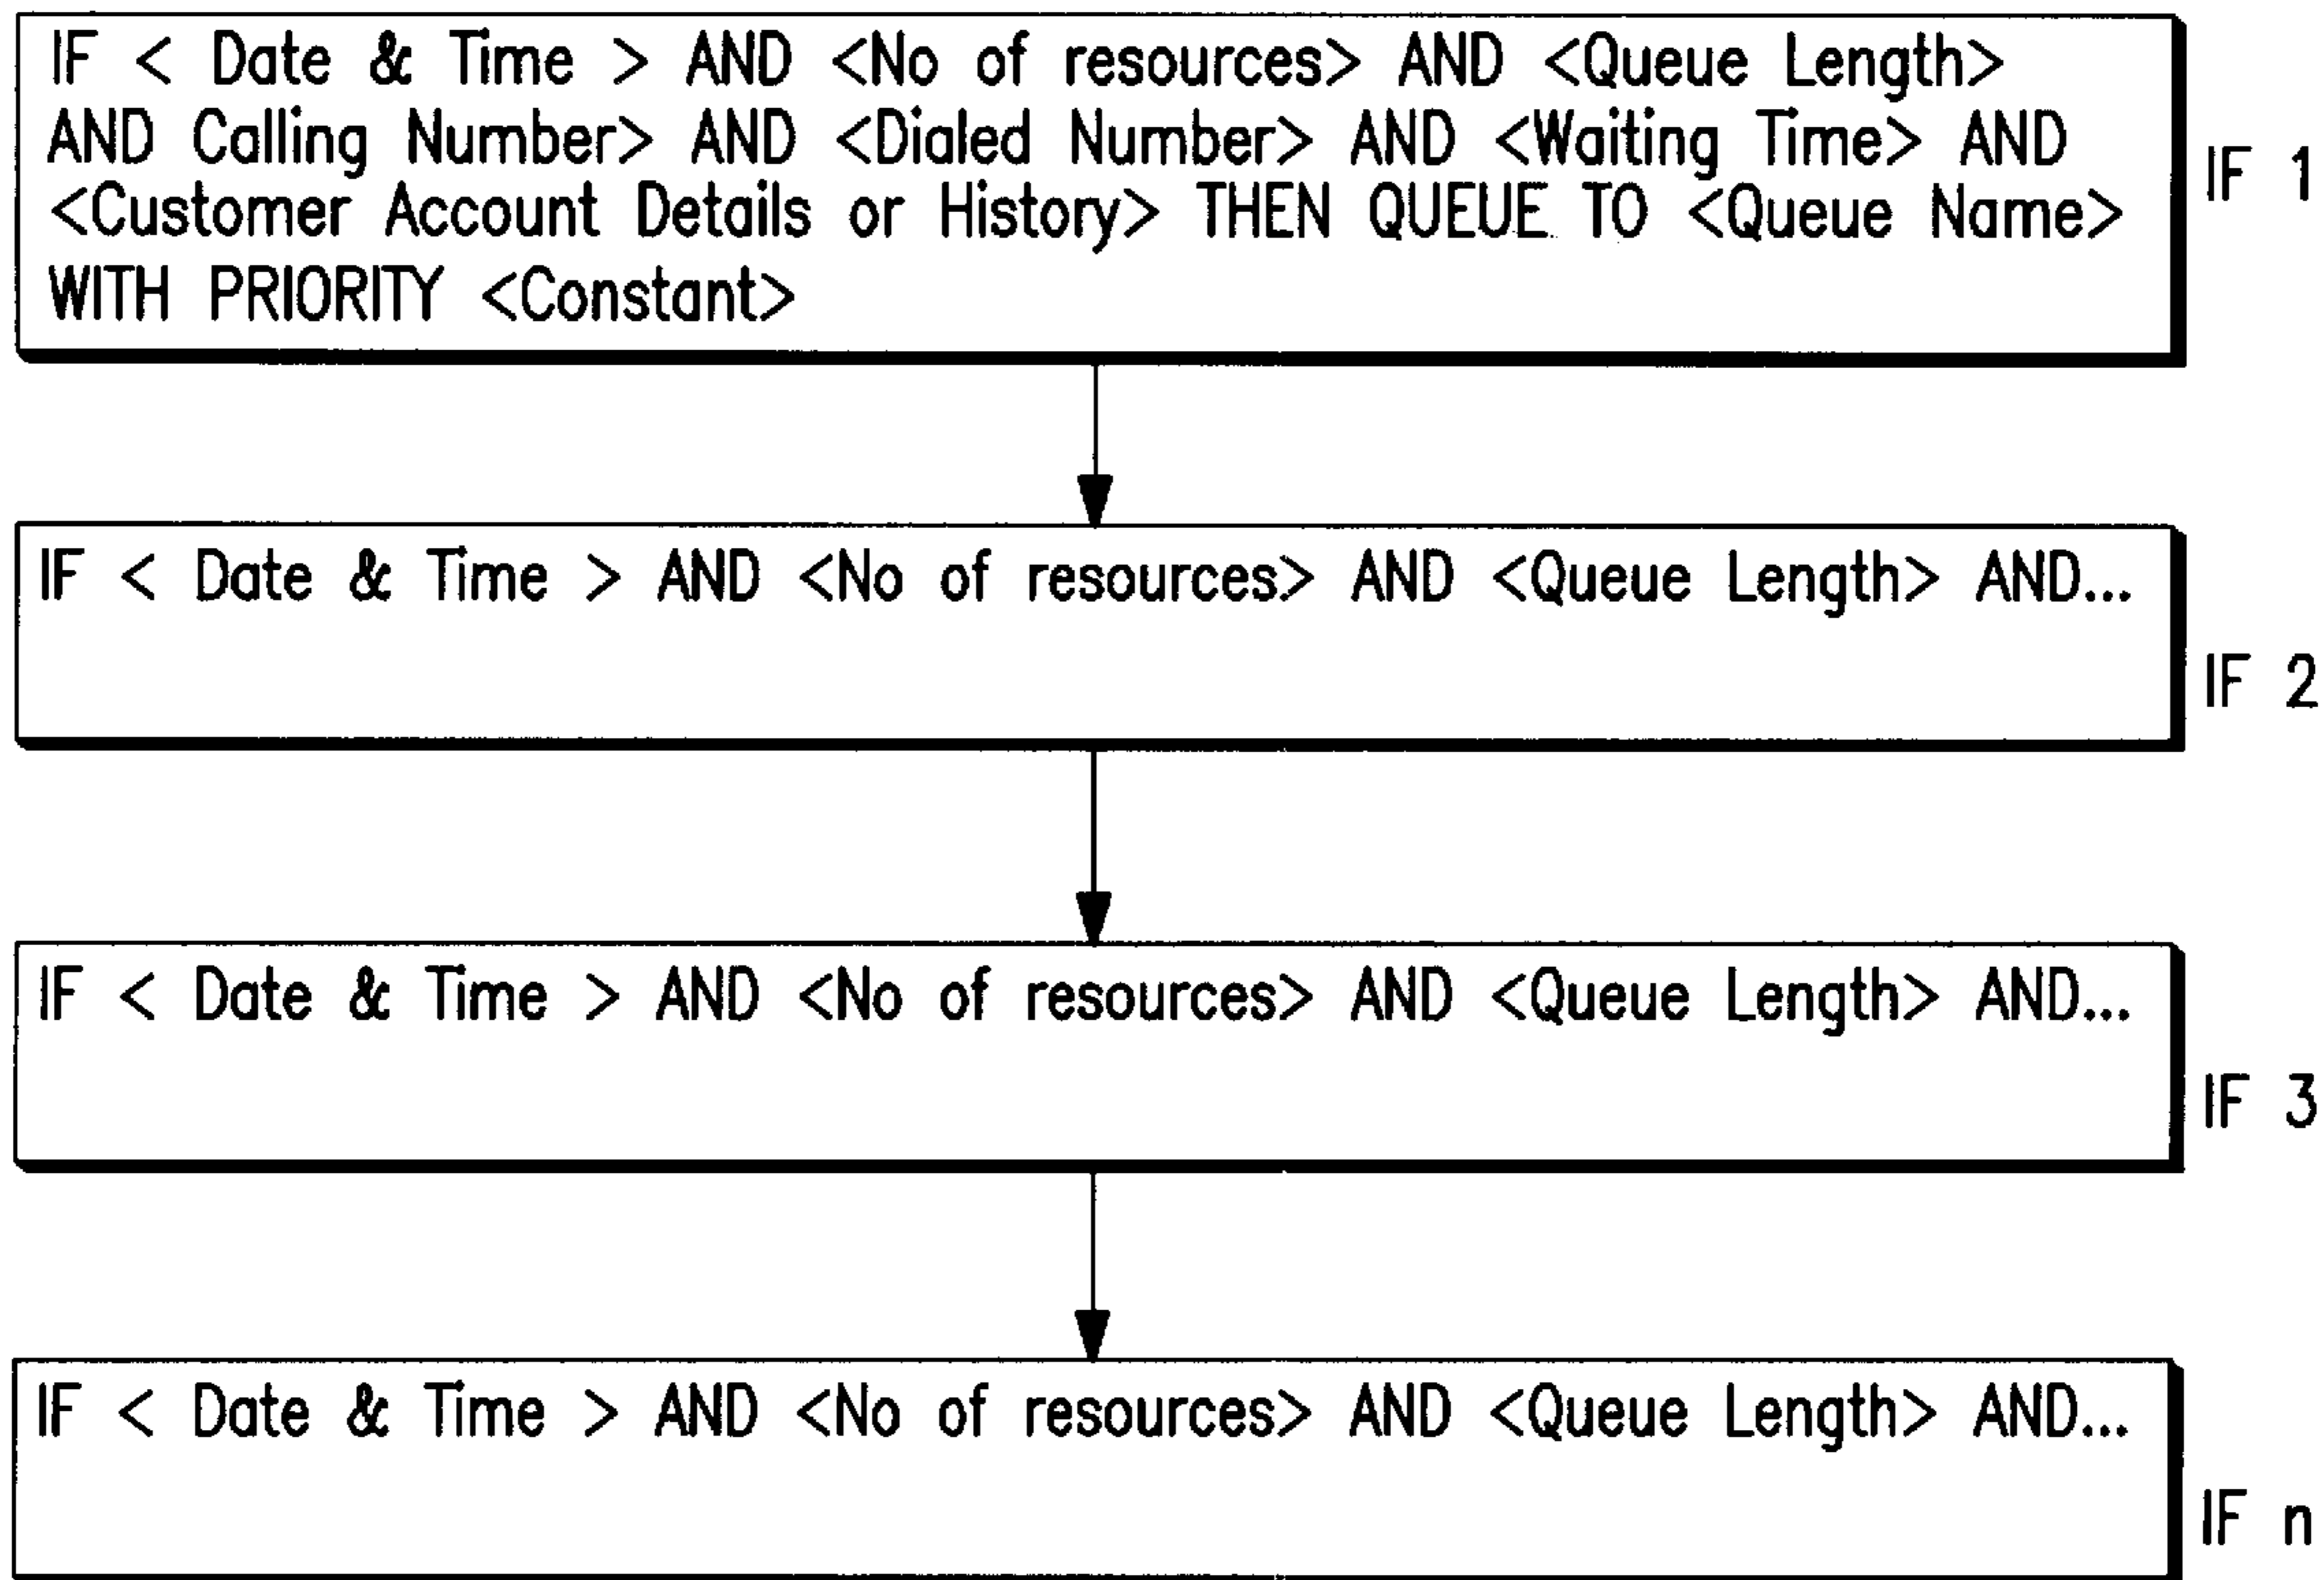 IF < Date & Time > AND <No of resources> AND <Queue Length>
AND Calling Number> AND <Dialed Number> AND <Waiting Time> AND
<Customer Account Details or History> THEN QUEUE TO <Queue Name>
WITH PRIORITY <Constant>
IF 1
IF < Date & Time > AND <No of resources> AND <Queue Length> AND...
IF 2
IF < Date & Time > AND <No of resources> AND <Queue Length> AND...
IF 3
IF < Date & Time > AND <No of resources> AND <Queue Length> AND...
IF n